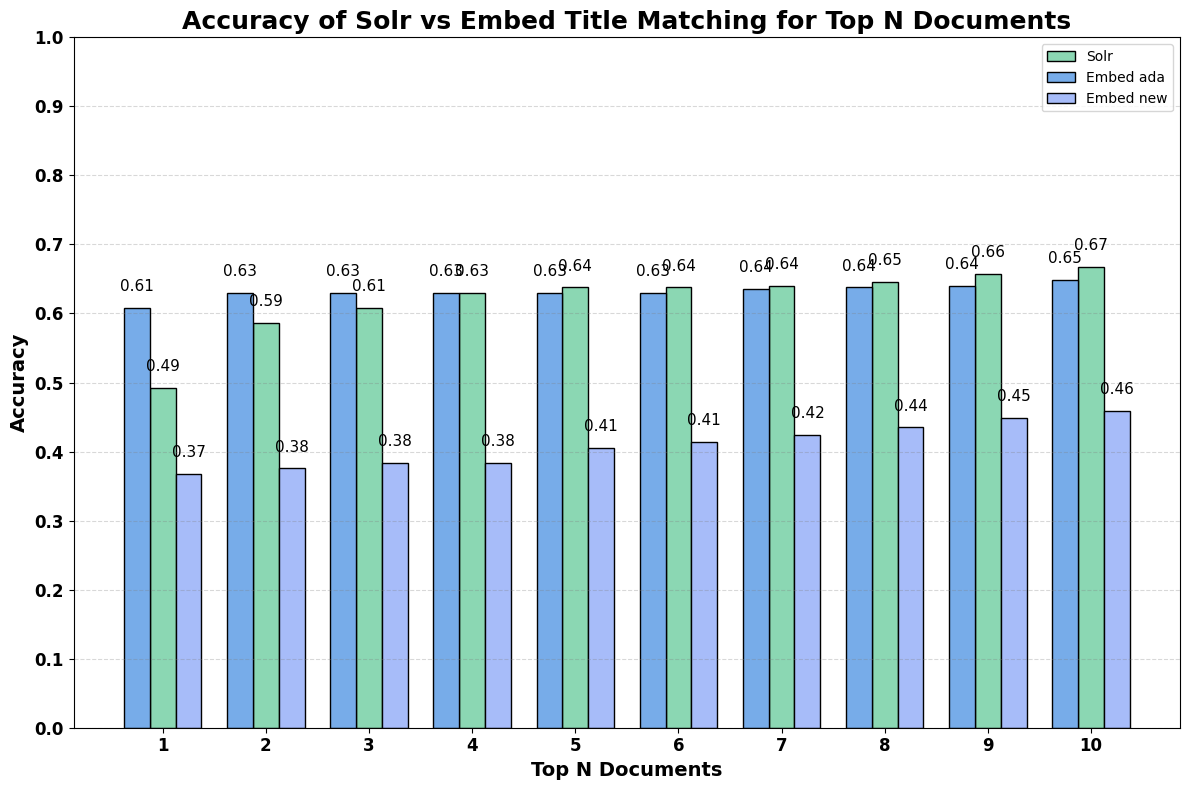 Accuracy of Solr vs Embed Title Matching for Top N Documents
Solr
Embed ada
Embed new
Accuracy
1.0
0.9
0.8
0.7
0.6
0.5
0.4
0.3
0.2
0.1
0.0
0.61 0.49 0.37
0.63 0.59 0.38
0.63 0.61 0.38
0.63 0.63 0.38
0.63 0.64 0.41
0.63 0.64 0.41
0.64 0.64 0.42
0.64 0.65 0.44
0.64 0.66 0.45
0.65 0.67 0.46
1 2 3 4 5 6 7 8 9 10
Top N Documents